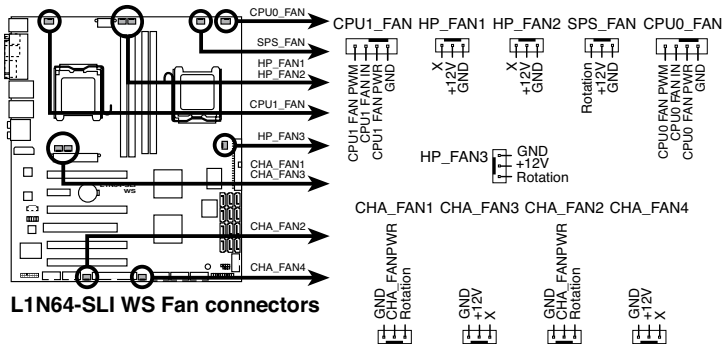 CPU0_FAN
SPS_FAN
HP_FAN1
HP_FAN2
CPU1_FAN
HP_FAN3
CHA_FAN1
CHA_FAN3
CHA_FAN2
CHA_FAN4
L1N64-SLI
WS
L1N64-SLI WS Fan connectors
CPU1_FAN HP_FAN1 HP_FAN2 SPS_FAN CPU0_FAN
CPU1 FAN PWM
CPU1 FAN IN
CPU1 FAN PWR
GND
X
+12V
GND
X
+12V
GND
Rotation
+12V
GND
CPU0 FAN PWM
CPU0 FAN IN
CPU0 FAN PWR
GND
HP_FAN3
GND
+12V
Rotation
CHA_FAN1 CHA_FAN3 CHA_FAN2 CHA_FAN4
GND
CHA_FANPWR
Rotation
GND
+12V
X
GND
CHA_FANPWR
Rotation
GND
+12V
X